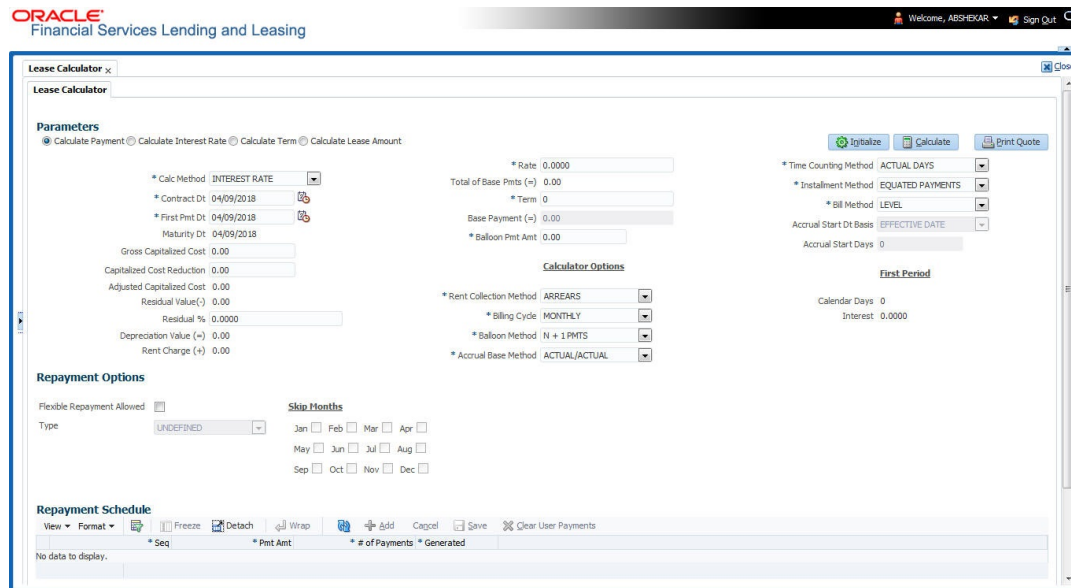 ORACLE
Welcome, ABSHEKAR
Sign Out
Financial Services Lending and Leasing
Lease Calculator x
Close
Lease Calculator
Parameters
Calculate Payment Calculate Interest Rate Calculate Term Calculate Lease Amount
Initialize Calculate Print Quote
* Calc Method INTEREST RATE
* Contract Dt 04/09/2018
* First Pmt Dt 04/09/2018
Maturity Dt 04/09/2018
Gross Capitalized Cost 0.00
Capitalized Cost Reduction 0.00
Adjusted Capitalized Cost 0.00
Residual Value(-) 0.00
Residual % 0.0000
Depreciation Value (=) 0.00
Rent Charge (+) 0.00
* Rate 0.0000
Total of Base Pmts (=) 0.00
* Term 0
Base Payment (=) 0.00
* Balloon Pmt Amt 0.00
Calculator Options
* Rent Collection Method ARREARS
* Billing Cycle MONTHLY
* Balloon Method N + 1 PMTS
* Accrual Base Method ACTUAL/ACTUAL
* Time Counting Method ACTUAL DAYS
* Installment Method EQUATED PAYMENTS
* Bill Method LEVEL
Accrual Start Dt Basis EFFECTIVE DATE
Accrual Start Days 0
First Period
Calendar Days 0
Interest 0.0000
Repayment Options
Flexible Repayment Allowed
Type UNDEFINED
Skip Months
Jan Feb Mar Apr
May Jun Jul Aug
Sep Oct Nov Dec
Repayment Schedule
View Format Freeze Detach Wrap Add Cancel Save Clear User Payments
* Seq * Pmt Amt * # of Payments * Generated
No data to display.